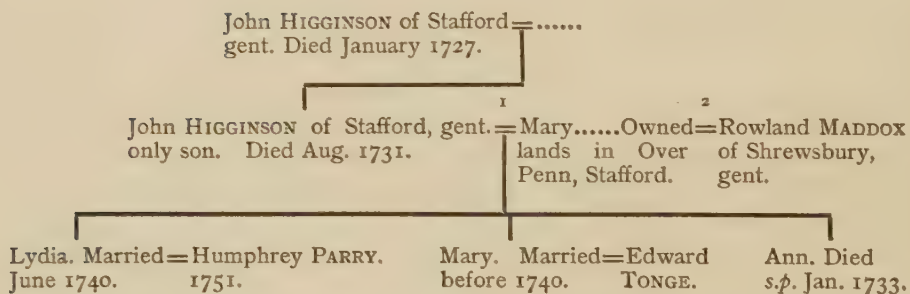 John HIGGINSON of Stafford=......
gent. Died January 1727.
1 2
John HIGGINSON of Stafford, gent.=Mary......Owned=Rowland MADDOX
only son. Died Aug. 1731. lands in Over of Shrewsbury,
Penn, Stafford. gent.
Lydia. Married=Humphrey PARRY. Mary. Married=Edward Ann. Died
June 1740. 1751. before 1740. TONGE. s.p. Jan. 1733.